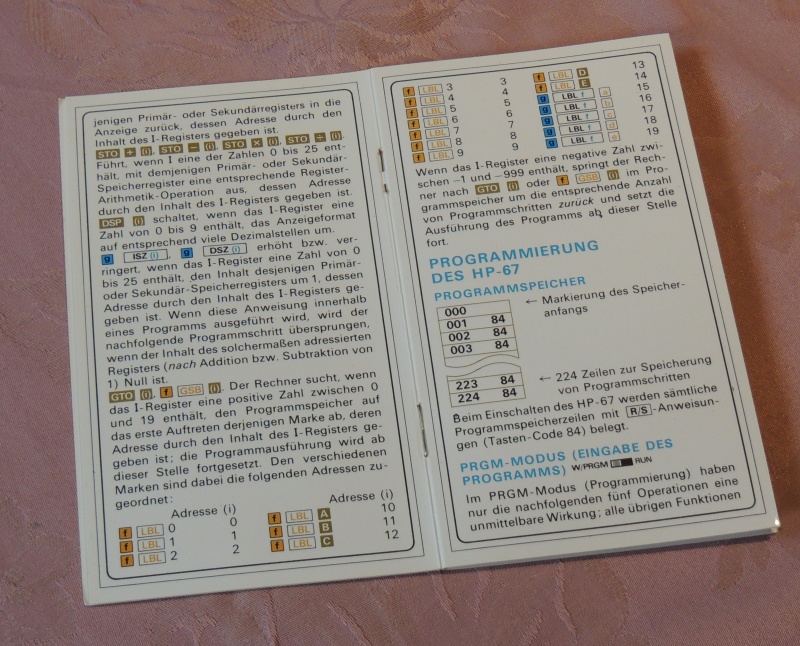 jenigen Primär- oder Sekundärregisters in die
Anzeige zurück, dessen Adresse durch den
Inhalt des I-Registers gegeben ist.
STO + (i), STO − (i), STO × (i), STO ÷ (i).
Führt, wenn I eine der Zahlen 0 bis 25 ent-
hält, mit demjenigen Primär- oder Sekundär-
Speicherregister eine entsprechende Register-
Arithmetik-Operation aus, dessen Adresse
durch den Inhalt des I-Registers gegeben ist.
DSP (i) schaltet, wenn das I-Register eine
Zahl von 0 bis 9 enthält, das Anzeigeformat
auf entsprechend viele Dezimalstellen um.
g ISZ (i) g DSZ (i) erhöht bzw. ver-
ringert, wenn das I-Register eine Zahl von 0
bis 25 enthält, den Inhalt desjenigen Primär-
oder Sekundär-Speicherregisters um 1, dessen
Adresse durch den Inhalt des I-Registers ge-
geben ist. Wenn diese Anweisung innerhalb
eines Programms ausgeführt wird, wird der
nachfolgende Programmschritt übersprungen,
wenn der Inhalt des solchermaßen adressierten
Registers (nach Addition bzw. Subtraktion von
1) Null ist.
GTO (i), f GSB (i). Der Rechner sucht, wenn
das I-Register eine positive Zahl zwischen 0
und 19 enthält, den Programmspeicher auf
das erste Auftreten derjenigen Marke ab, deren
Adresse durch den Inhalt des I-Registers ge-
geben ist; die Programmausführung wird ab
dieser Stelle fortgesetzt. Den verschiedenen
Marken sind dabei die folgenden Adressen zu-
geordnet:
Adresse (i) Adresse (i)
f LBL 0 0 f LBL A 10
f LBL 1 1 f LBL B 11
f LBL 2 2 f LBL C 12
f LBL 3 3 f LBL D 13
f LBL 4 4 f LBL E 14
f LBL 5 5 g LBL f a 15
f LBL 6 6 g LBL f b 16
f LBL 7 7 g LBL f c 17
f LBL 8 8 g LBL f d 18
f LBL 9 9 g LBL f e 19
Wenn das I-Register eine negative Zahl zwi-
schen −1 und −999 enthält, springt der Rech-
ner nach GTO (i) oder f GSB (i) im Pro-
grammspeicher um die entsprechende Anzahl
von Programmschritten zurück und setzt die
Ausführung des Programms ab dieser Stelle
fort.
PROGRAMMIERUNG
DES HP-67
PROGRAMMSPEICHER
000 ← Markierung des Speicher-
001 84 anfangs
002 84
003 84
223 84 ← 224 Zeilen zur Speicherung
224 84 von Programmschritten
Beim Einschalten des HP-67 werden sämtliche
Programmspeicherzeilen mit R/S-Anweisun-
gen (Tasten-Code 84) belegt.
PRGM-MODUS (EINGABE DES
PROGRAMMS) W/PRGM RUN
Im PRGM-Modus (Programmierung) haben
nur die nachfolgenden fünf Operationen eine
unmittelbare Wirkung; alle übrigen Funktionen